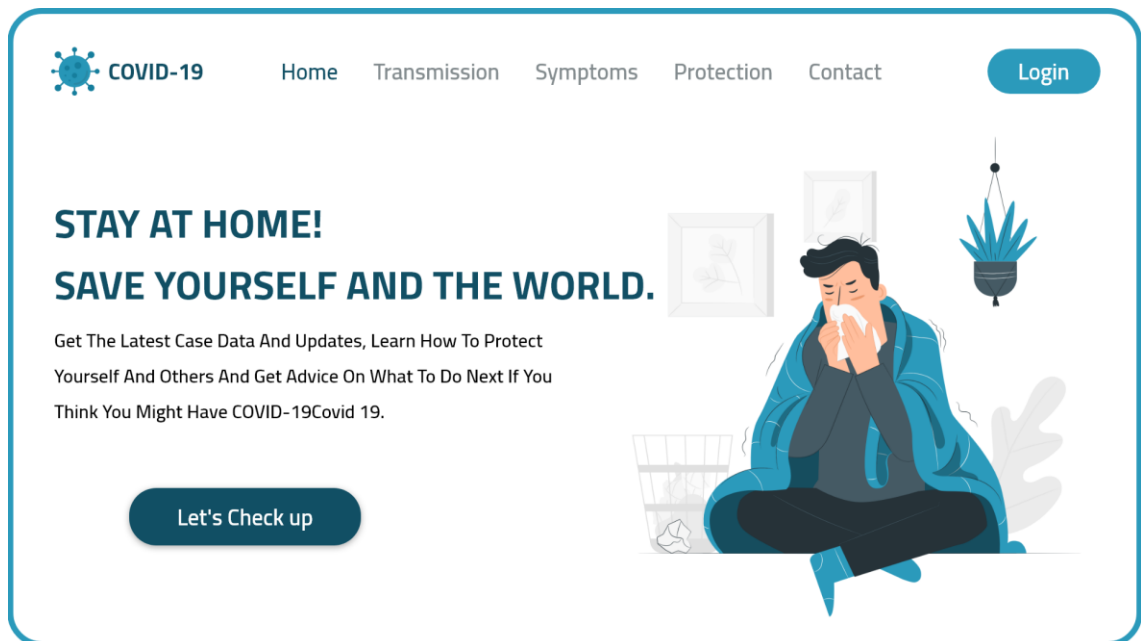 COVID-19
Home Transmission Symptoms Protection Contact
Login
STAY AT HOME!
SAVE YOURSELF AND THE WORLD.
Get The Latest Case Data And Updates, Learn How To Protect
Yourself And Others And Get Advice On What To Do Next If You
Think You Might Have COVID-19Covid 19.
Let's Check up